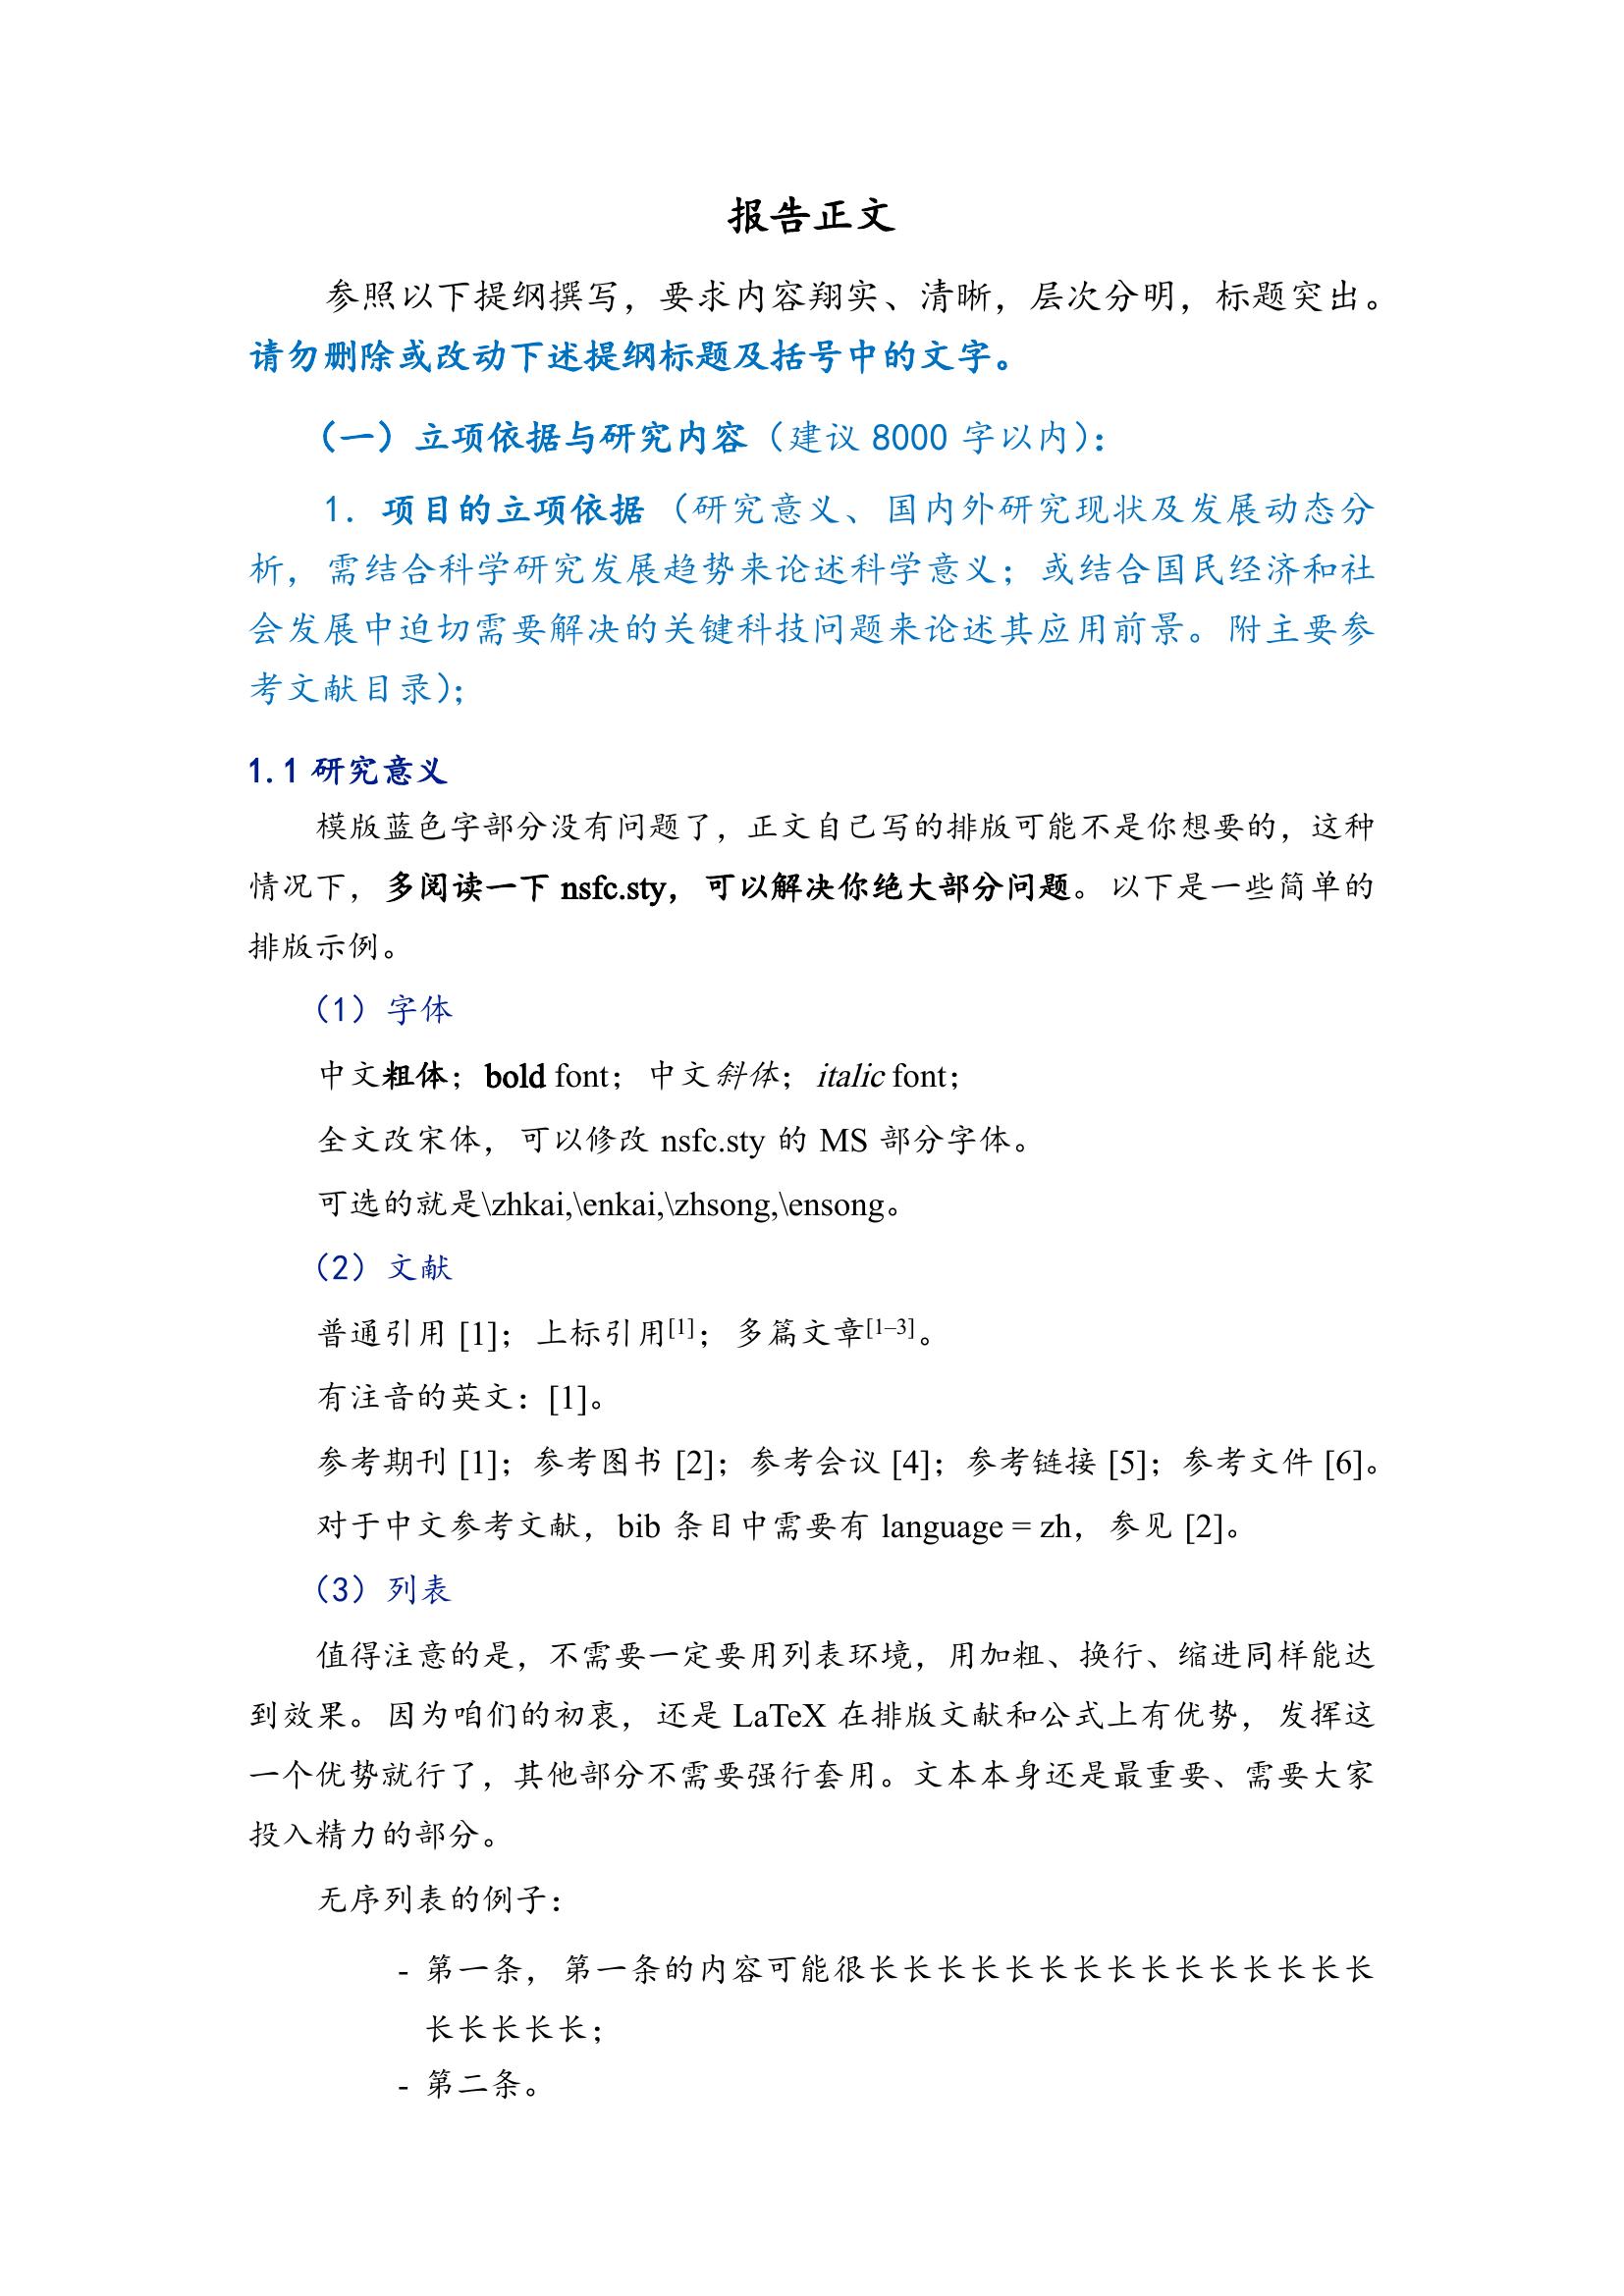 报告正文
参照以下提纲撰写，要求内容翔实、清晰，层次分明，标题突出。
请勿删除或改动下述提纲标题及括号中的文字。
（一）立项依据与研究内容（建议 8000 字以内）：
1. 项目的立项依据（研究意义、国内外研究现状及发展动态分
析，需结合科学研究发展趋势来论述科学意义；或结合国民经济和社
会发展中迫切需要解决的关键科技问题来论述其应用前景。附主要参
考文献目录）；
1.1 研究意义
模版蓝色字部分没有问题了，正文自己写的排版可能不是你想要的，这种
情况下，多阅读一下 nsfc.sty，可以解决你绝大部分问题。以下是一些简单的
排版示例。
（1）字体
中文粗体；bold font；中文斜体；italic font；
全文改宋体，可以修改 nsfc.sty 的 MS 部分字体。
可选的就是\zhkai,\enkai,\zhsong,\ensong。
（2）文献
普通引用 [1]；上标引用[1]；多篇文章[1–3]。
有注音的英文：[1]。
参考期刊 [1]；参考图书 [2]；参考会议 [4]；参考链接 [5]；参考文件 [6]。
对于中文参考文献，bib 条目中需要有 language = zh，参见 [2]。
（3）列表
值得注意的是，不需要一定要用列表环境，用加粗、换行、缩进同样能达
到效果。因为咱们的初衷，还是 LaTeX 在排版文献和公式上有优势，发挥这
一个优势就行了，其他部分不需要强行套用。文本本身还是最重要、需要大家
投入精力的部分。
无序列表的例子：
- 第一条，第一条的内容可能很长长长长长长长长长长长长长长长
长长长长长；
- 第二条。